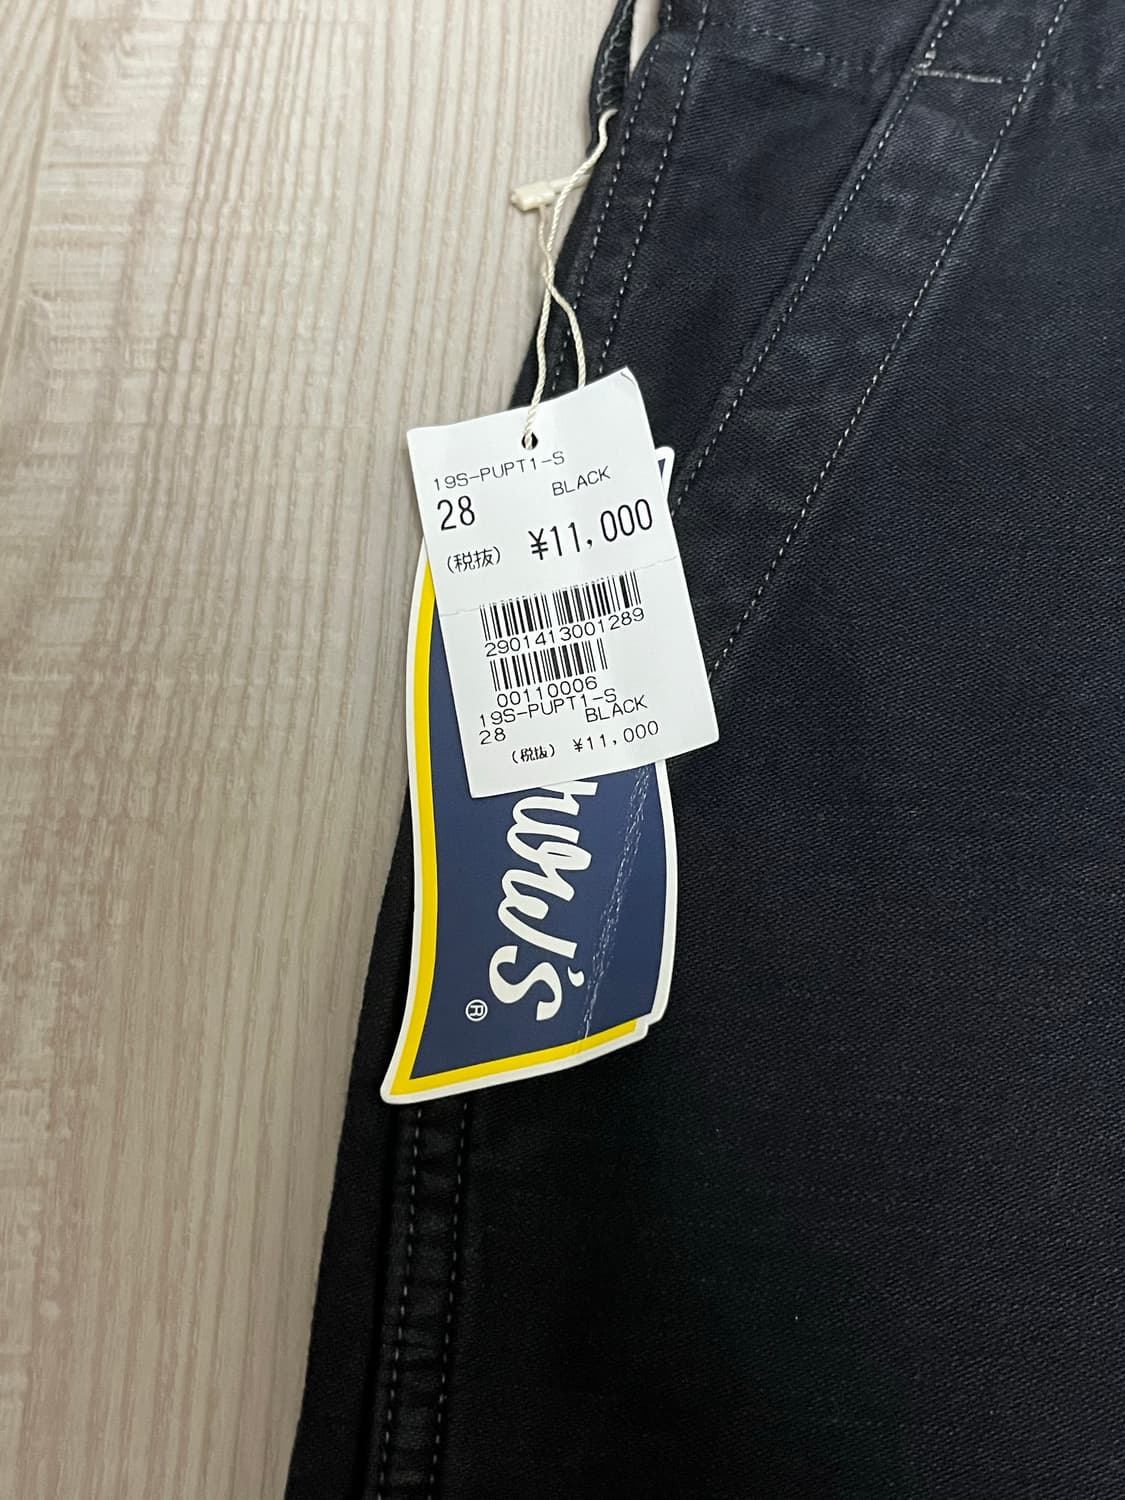 19S-PUPT1-S
BLACK
28
(税抜) ¥11,000
2901413001289
00110006
19S-PUPT1-S
BLACK
28
(税抜) ¥11,000
®